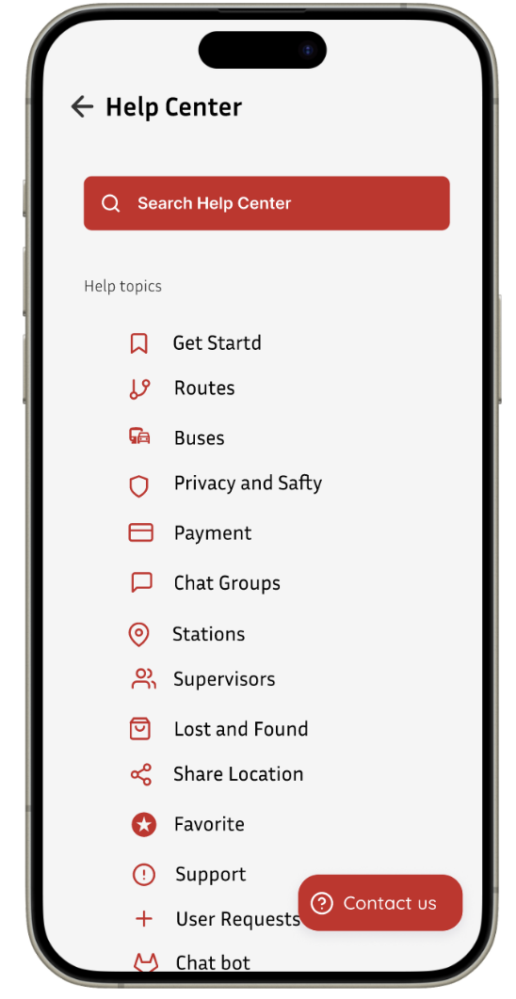 Help Center
Search Help Center
Help topics
Get Startd
Routes
Buses
Privacy and Safty
Payment
Chat Groups
Stations
Supervisors
Lost and Found
Share Location
Favorite
Support
Contact us
User Requests
Chat bot